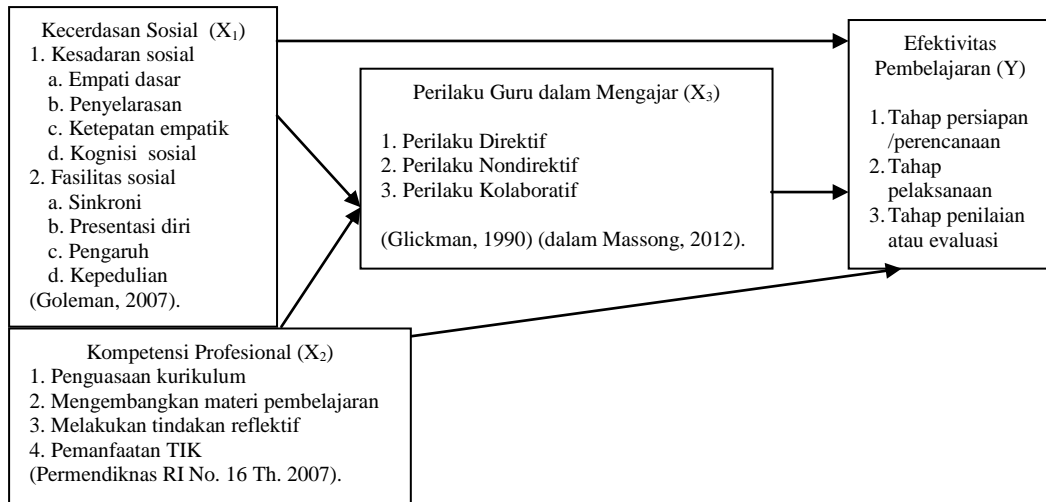 Kecerdasan Sosial (X₁)
1. Kesadaran sosial
a. Empati dasar
b. Penyelarasan
c. Ketepatan empatik
d. Kognisi sosial
2. Fasilitas sosial
a. Sinkroni
b. Presentasi diri
c. Pengaruh
d. Kepedulian
(Goleman, 2007).
Kompetensi Profesional (X₂)
1. Penguasaan kurikulum
2. Mengembangkan materi pembelajaran
3. Melakukan tindakan reflektif
4. Pemanfaatan TIK
(Permendiknas RI No. 16 Th. 2007).
Perilaku Guru dalam Mengajar (X₃)
1. Perilaku Direktif
2. Perilaku Nondirektif
3. Perilaku Kolaboratif
(Glickman, 1990) (dalam Massong, 2012).
Efektivitas
Pembelajaran (Y)
1. Tahap persiapan
/perencanaan
2. Tahap
pelaksanaan
3. Tahap penilaian
atau evaluasi